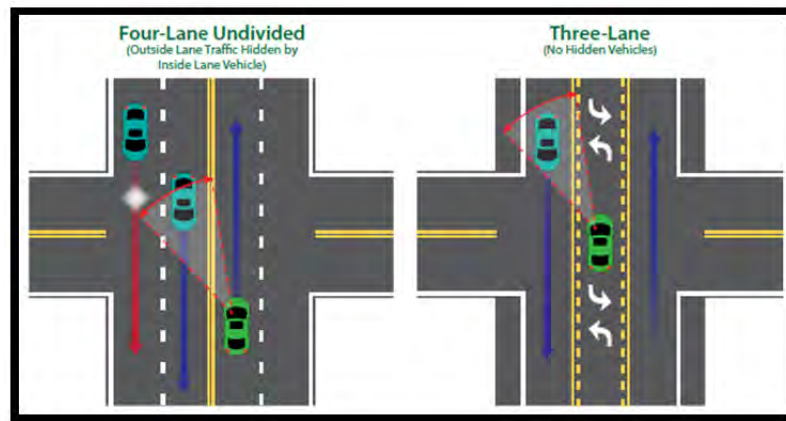 Four-Lane Undivided
(Outside Lane Traffic Hidden by
Inside Lane Vehicle)
Three-Lane
(No Hidden Vehicles)